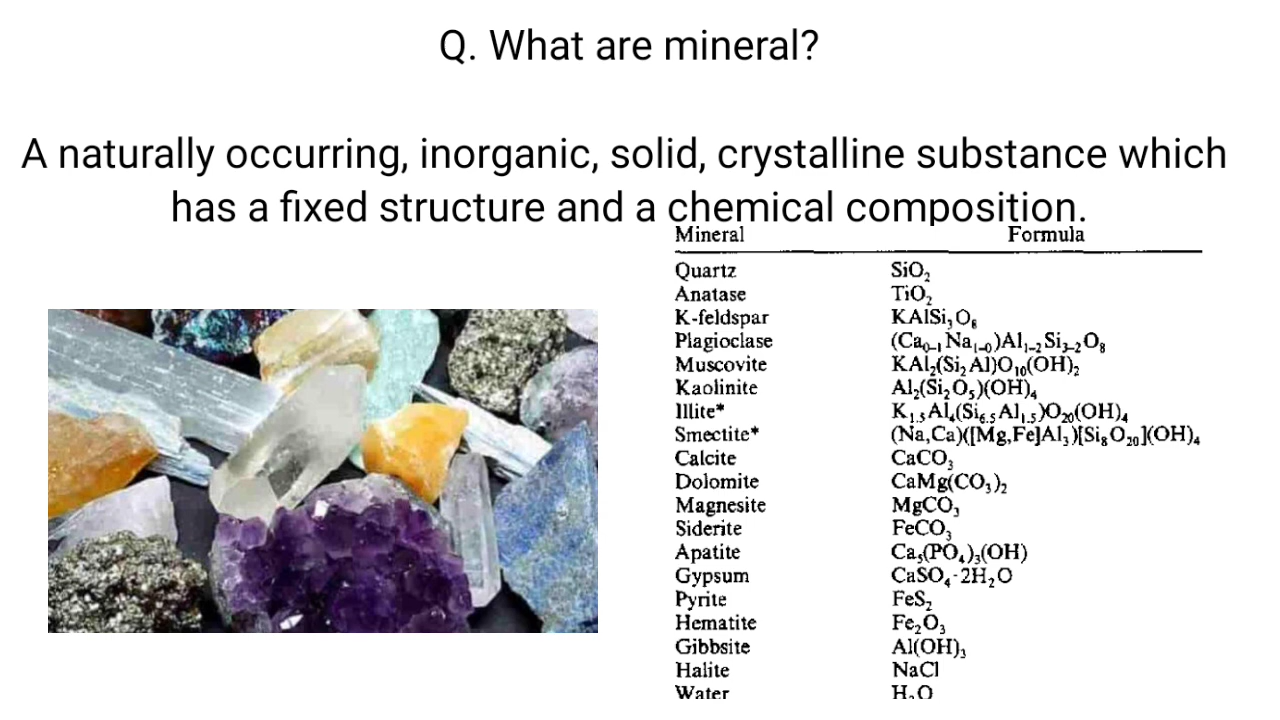 Q. What are mineral?
A naturally occurring, inorganic, solid, crystalline substance which
has a fixed structure and a chemical composition.
Mineral Formula
Quartz SiO₂
Anatase TiO₂
K-feldspar KAlSi₃O₈
Plagioclase (Ca₀₋₁Na₁₋₀)Al₁₋₂Si₃₋₂O₈
Muscovite KAl₂(Si₂Al)O₁₀(OH)₂
Kaolinite Al₂(Si₂O₅)(OH)₄
Illite* K₁.₅Al₄(Si₆.₅Al₁.₅)O₂₀(OH)₄
Smectite* (Na,Ca)([Mg,Fe]Al₃)[Si₈O₂₀](OH)₄
Calcite CaCO₃
Dolomite CaMg(CO₃)₂
Magnesite MgCO₃
Siderite FeCO₃
Apatite Ca₅(PO₄)₃(OH)
Gypsum CaSO₄·2H₂O
Pyrite FeS₂
Hematite Fe₂O₃
Gibbsite Al(OH)₃
Halite NaCl
Water H₂O